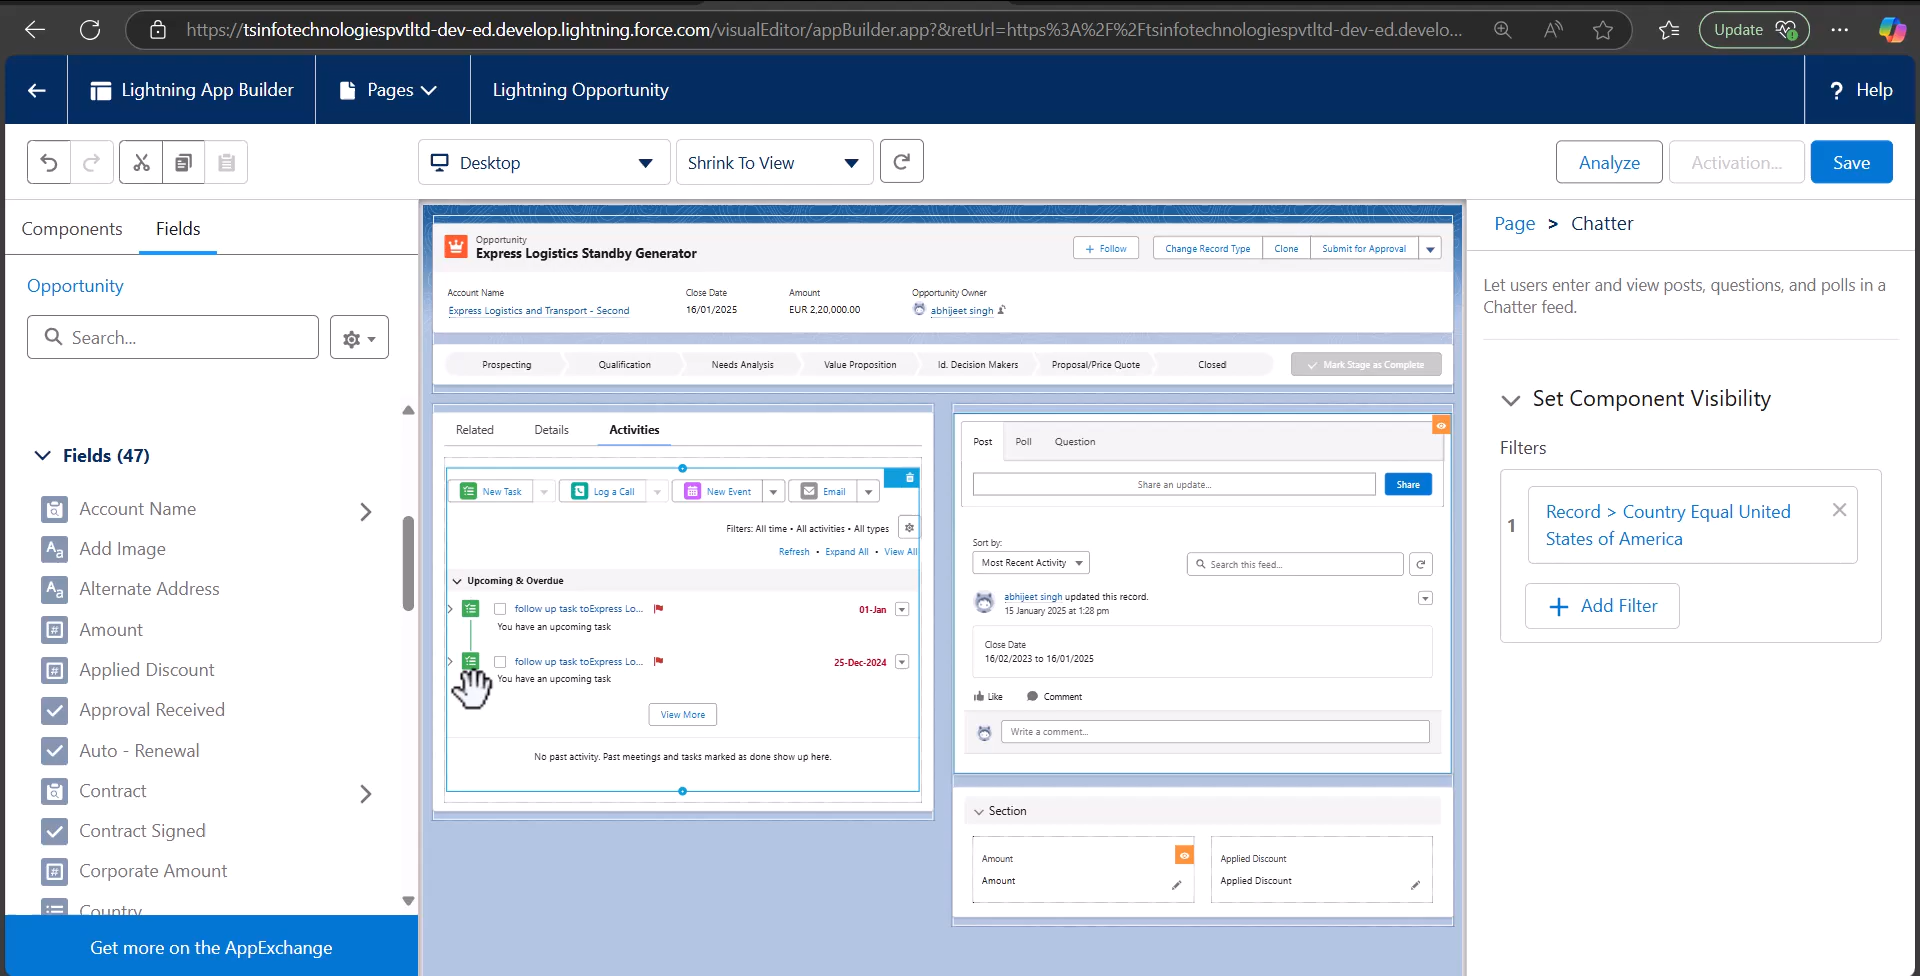 https://tsinfotechnologiespvtltd-dev-ed.develop.lightning.force.com/visualEditor/appBuilder.app?&retUrl=https%3A%2F%2Ftsinfotechnologiespvtltd-dev-ed.develo...
Update
Lightning App Builder
Pages
Lightning Opportunity
? Help
Desktop
Shrink To View
Analyze
Activation...
Save
Components
Fields
Opportunity
Search...
Fields (47)
Account Name
Add Image
Alternate Address
Amount
Applied Discount
Approval Received
Auto - Renewal
Contract
Contract Signed
Corporate Amount
Country
Get more on the AppExchange
Opportunity
Express Logistics Standby Generator
+ Follow
Change Record Type
Clone
Submit for Approval
Account Name
Close Date
Amount
Opportunity Owner
Express Logistics and Transport - Second
16/01/2025
EUR 2,20,000.00
abhijeet singh
Prospecting
Qualification
Needs Analysis
Value Proposition
Id. Decision Makers
Proposal/Price Quote
Closed
Mark Stage as Complete
Related
Details
Activities
New Task
Log a Call
New Event
Email
Filters: All time • All activities • All types
Refresh • Expand All • View All
Upcoming & Overdue
follow up task toExpress Lo...
01-Jan
You have an upcoming task
follow up task toExpress Lo...
25-Dec-2024
You have an upcoming task
View More
No past activity. Past meetings and tasks marked as done show up here.
Post
Poll
Question
Share an update...
Share
Sort by:
Most Recent Activity
Search this feed...
abhijeet singh updated this record.
15 January 2025 at 1:28 pm
Close Date
16/02/2023 to 16/01/2025
Like
Comment
Write a comment...
Section
Amount
Amount
Applied Discount
Applied Discount
Page > Chatter
Let users enter and view posts, questions, and polls in a
Chatter feed.
Set Component Visibility
Filters
1
Record > Country Equal United
States of America
+ Add Filter